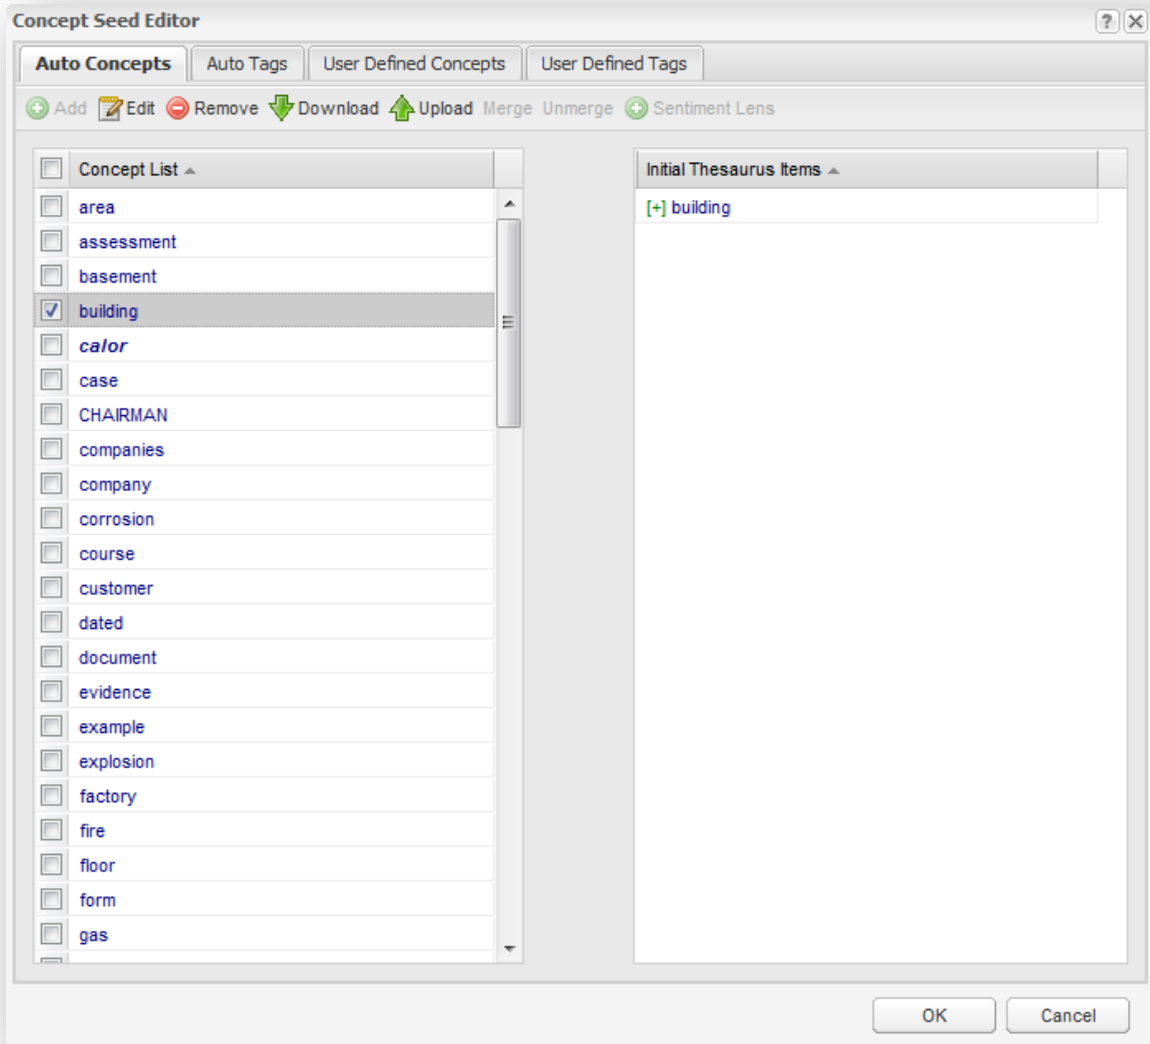 Concept Seed Editor ?
Auto Concepts Auto Tags User Defined Concepts User Defined Tags
Add Edit Remove Download Upload Merge Unmerge Sentiment Lens
Concept List
area
assessment
basement
building
calor
case
CHAIRMAN
companies
company
corrosion
course
customer
dated
document
evidence
example
explosion
factory
fire
floor
form
gas
Initial Thesaurus Items
[+] building
OK Cancel